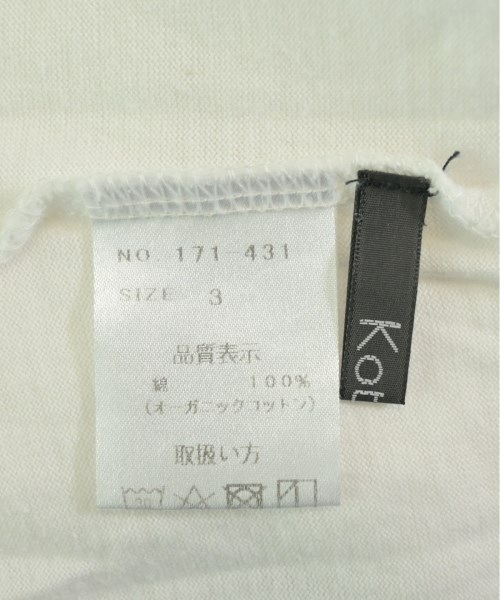 NO. 171-431
SIZE 3
品質表示
綿 100%
(オーガニックコットン)
取扱い方